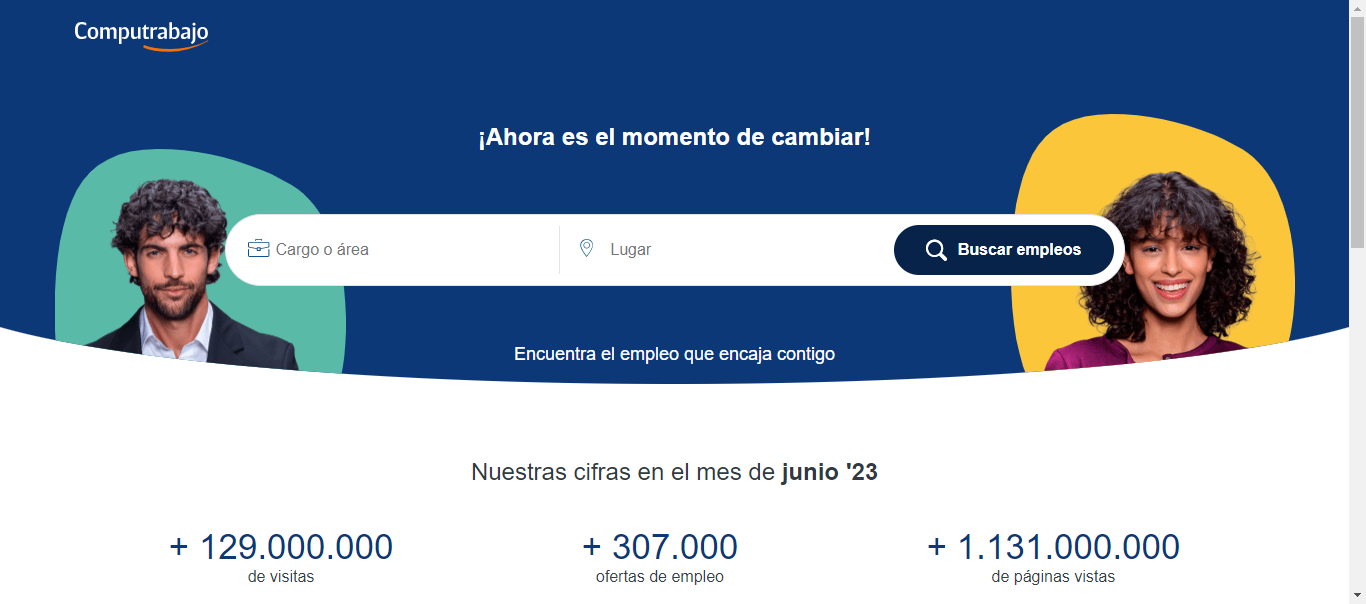 Computrabajo
¡Ahora es el momento de cambiar!
Cargo o área
Lugar
Buscar empleos
Encuentra el empleo que encaja contigo
Nuestras cifras en el mes de junio '23
+ 129.000.000
de visitas
+ 307.000
ofertas de empleo
+ 1.131.000.000
de páginas vistas